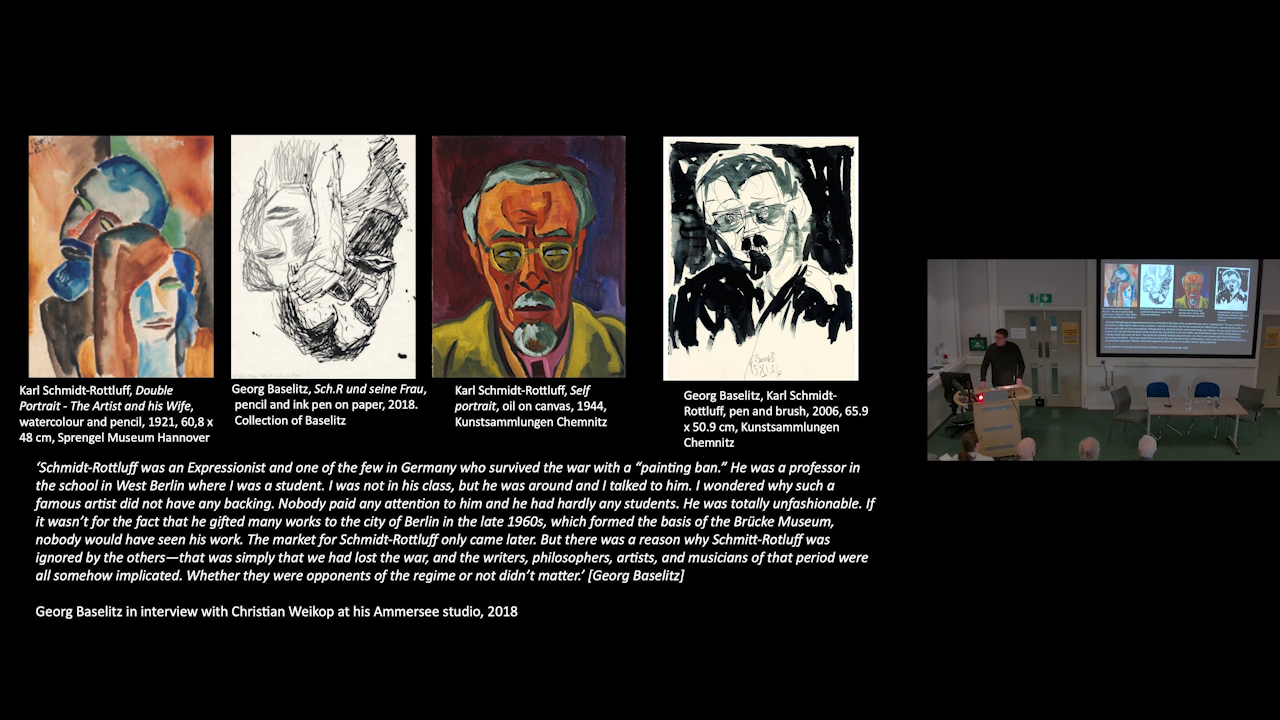 Karl Schmidt-Rottluff, Double
Portrait - The Artist and his Wife,
watercolour and pencil, 1921, 60,8 x
48 cm, Sprengel Museum Hannover
Georg Baselitz, Sch.R und seine Frau,
pencil and ink pen on paper, 2018.
Collection of Baselitz
Karl Schmidt-Rottluff, Self
portrait, oil on canvas, 1944,
Kunstsammlungen Chemnitz
Georg Baselitz, Karl Schmidt-
Rottluff, pen and brush, 2006, 65.9
x 50.9 cm, Kunstsammlungen
Chemnitz
‘Schmidt-Rottluff was an Expressionist and one of the few in Germany who survived the war with a “painting ban.” He was a professor in
the school in West Berlin where I was a student. I was not in his class, but he was around and I talked to him. I wondered why such a
famous artist did not have any backing. Nobody paid any attention to him and he had hardly any students. He was totally unfashionable. If
it wasn’t for the fact that he gifted many works to the city of Berlin in the late 1960s, which formed the basis of the Brücke Museum,
nobody would have seen his work. The market for Schmidt-Rottluff only came later. But there was a reason why Schmitt-Rotluff was
ignored by the others—that was simply that we had lost the war, and the writers, philosophers, artists, and musicians of that period were
all somehow implicated. Whether they were opponents of the regime or not didn’t matter.’ [Georg Baselitz]
Georg Baselitz in interview with Christian Weikop at his Ammersee studio, 2018